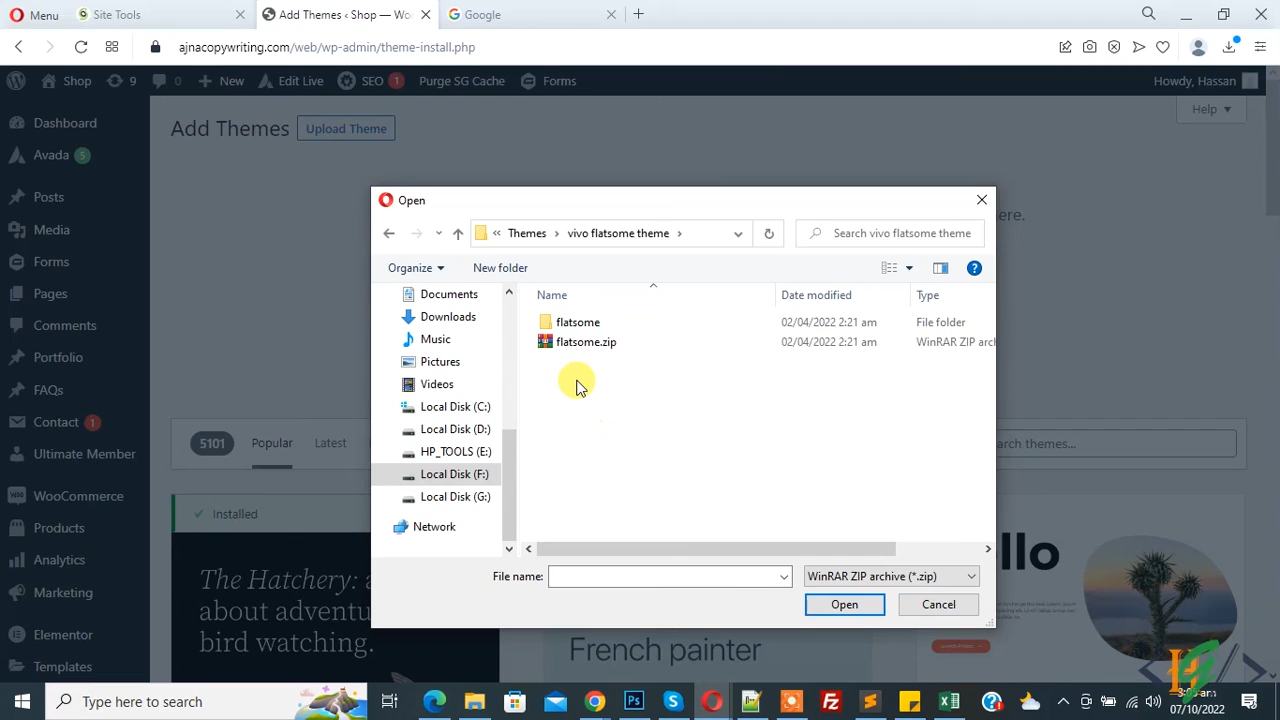 Menu
Site Tools
Add Themes ‹ Shop — Woo
Google
ajnacopywriting.com/web/wp-admin/theme-install.php
Shop
9
0
New
Edit Live
SEO 1
Purge SG Cache
Forms
Howdy, Hassan
Dashboard
Avada 5
Posts
Media
Forms
Pages
Comments
Portfolio
FAQs
Contact 1
Ultimate Member
WooCommerce
Products
Analytics
Marketing
Elementor
Templates
Add Themes
Upload Theme
Help
ere.
5101
Popular
Latest
arch themes...
Installed
The Hatchery: a
about adventu
bird watching.
French painter
ello
Open
« Themes › vivo flatsome theme ›
Search vivo flatsome theme
Organize
New folder
Documents
Downloads
Music
Pictures
Videos
Local Disk (C:)
Local Disk (D:)
HP_TOOLS (E:)
Local Disk (F:)
Local Disk (G:)
Network
Name
Date modified
Type
flatsome
02/04/2022 2:21 am
File folder
flatsome.zip
02/04/2022 2:21 am
WinRAR ZIP arch
File name:
WinRAR ZIP archive (*.zip)
Open
Cancel
Type here to search
07/10/2022